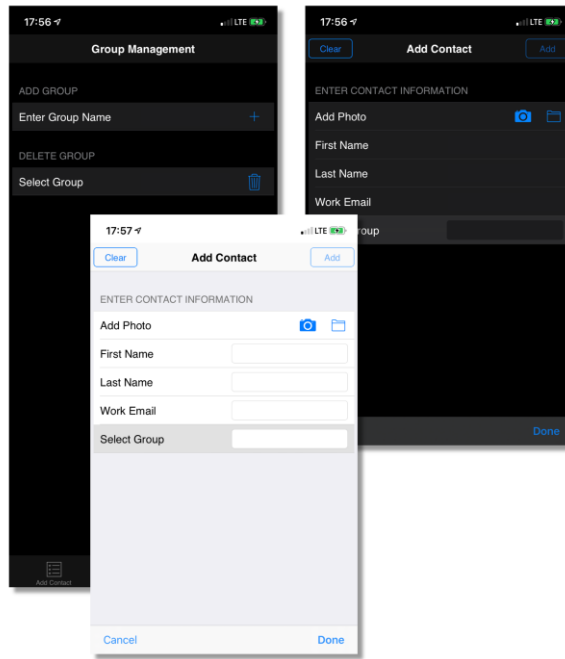 17:56
LTE
Group Management
ADD GROUP
Enter Group Name
DELETE GROUP
Select Group
Add Contact
17:56
LTE
Clear
Add Contact
Add
ENTER CONTACT INFORMATION
Add Photo
First Name
Last Name
Work Email
roup
Done
17:57
LTE
Clear
Add Contact
Add
ENTER CONTACT INFORMATION
Add Photo
First Name
Last Name
Work Email
Select Group
Cancel
Done